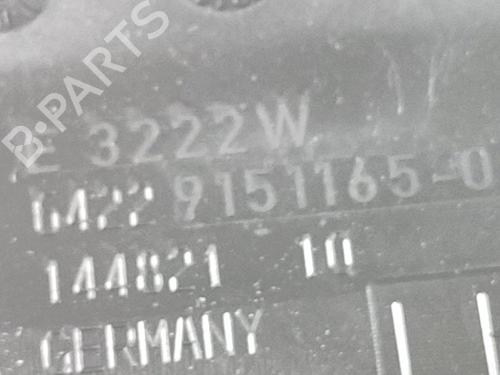 B-PARTS
E 3222W
6422 9151165-0
144821 10
GERMANY